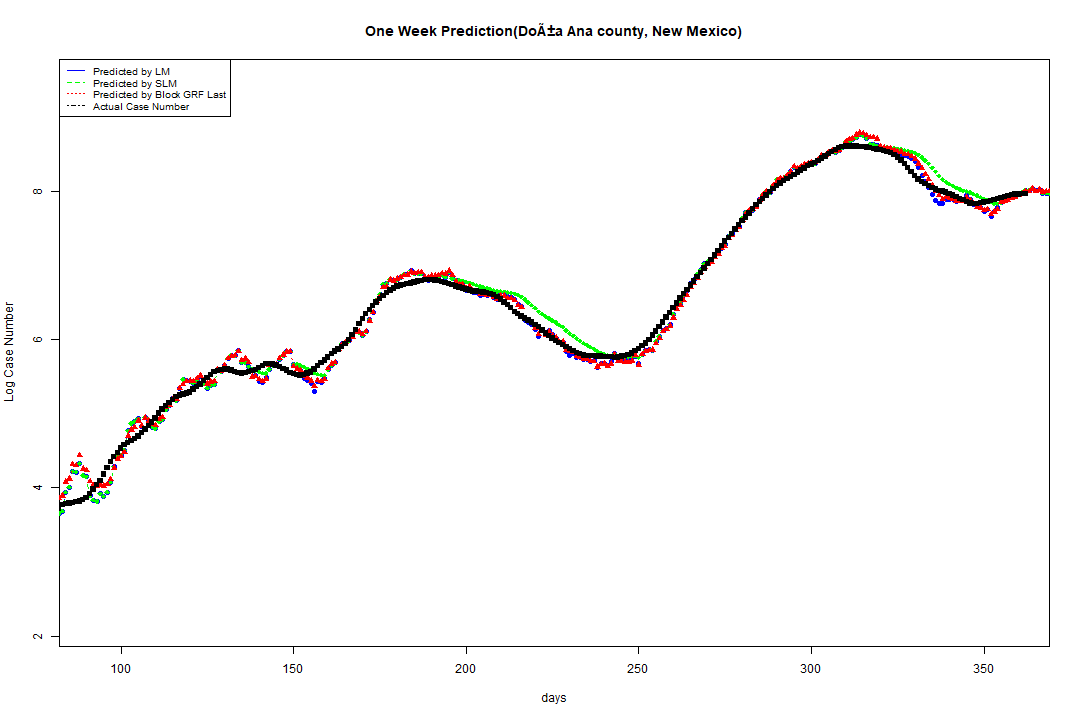 One Week Prediction(DoÃ±a Ana county, New Mexico)
Predicted by LM
Predicted by SLM
Predicted by Block GRF Last
Actual Case Number
Log Case Number
8
6
4
2
100 150 200 250 300 350
days